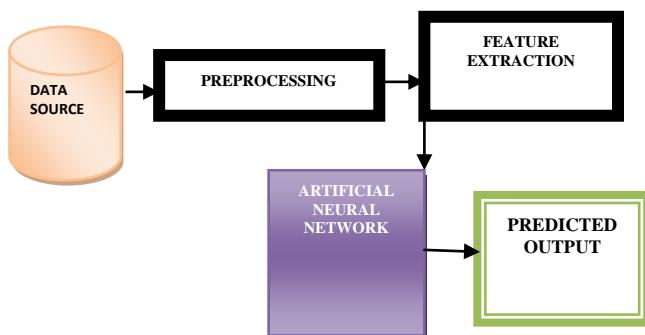 DATA
SOURCE
PREPROCESSING
FEATURE
EXTRACTION
ARTIFICIAL
NEURAL
NETWORK
PREDICTED
OUTPUT